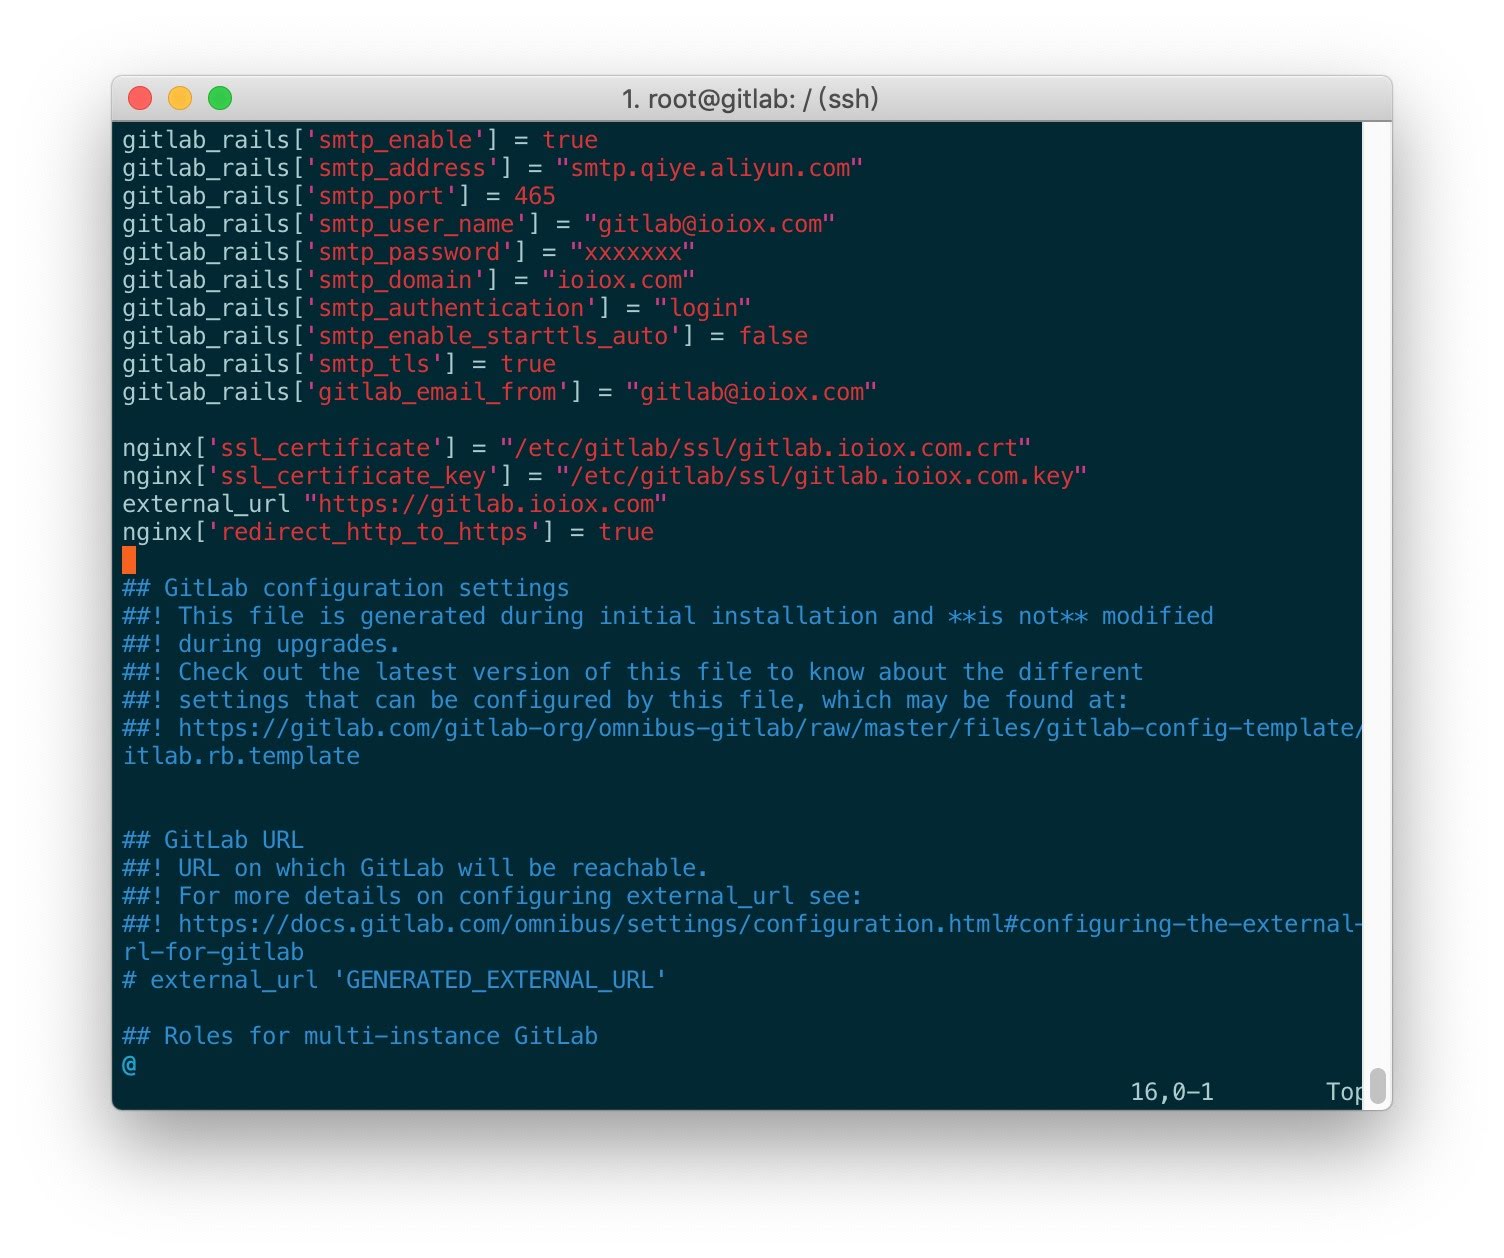 1. root@gitlab: / (ssh)
gitlab_rails['smtp_enable'] = true
gitlab_rails['smtp_address'] = "smtp.qiye.aliyun.com"
gitlab_rails['smtp_port'] = 465
gitlab_rails['smtp_user_name'] = "gitlab@ioiox.com"
gitlab_rails['smtp_password'] = "xxxxxxx"
gitlab_rails['smtp_domain'] = "ioiox.com"
gitlab_rails['smtp_authentication'] = "login"
gitlab_rails['smtp_enable_starttls_auto'] = false
gitlab_rails['smtp_tls'] = true
gitlab_rails['gitlab_email_from'] = "gitlab@ioiox.com"
nginx['ssl_certificate'] = "/etc/gitlab/ssl/gitlab.ioiox.com.crt"
nginx['ssl_certificate_key'] = "/etc/gitlab/ssl/gitlab.ioiox.com.key"
external_url "https://gitlab.ioiox.com"
nginx['redirect_http_to_https'] = true
## GitLab configuration settings
##! This file is generated during initial installation and **is not** modified
##! during upgrades.
##! Check out the latest version of this file to know about the different
##! settings that can be configured by this file, which may be found at:
##! https://gitlab.com/gitlab-org/omnibus-gitlab/raw/master/files/gitlab-config-template/
itlab.rb.template
## GitLab URL
##! URL on which GitLab will be reachable.
##! For more details on configuring external_url see:
##! https://docs.gitlab.com/omnibus/settings/configuration.html#configuring-the-external-
rl-for-gitlab
# external_url 'GENERATED_EXTERNAL_URL'
## Roles for multi-instance GitLab
@
16,0-1 Top